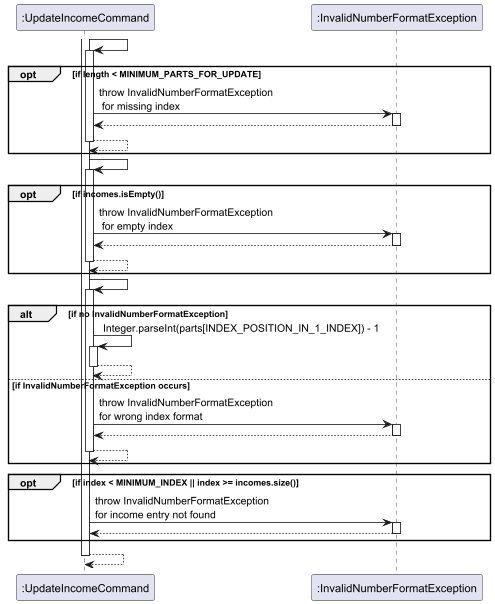 :UpdateIncomeCommand
:InvalidNumberFormatException
opt
[if length < MINIMUM_PARTS_FOR_UPDATE]
throw InvalidNumberFormatException
for missing index
opt
[if incomes.isEmpty()]
throw InvalidNumberFormatException
for empty index
alt
[if no InvalidNumberFormatException]
Integer.parseInt(parts[INDEX_POSITION_IN_1_INDEX]) - 1
[if InvalidNumberFormatException occurs]
throw InvalidNumberFormatException
for wrong index format
opt
[if index < MINIMUM_INDEX || index >= incomes.size()]
throw InvalidNumberFormatException
for income entry not found
:UpdateIncomeCommand
:InvalidNumberFormatException